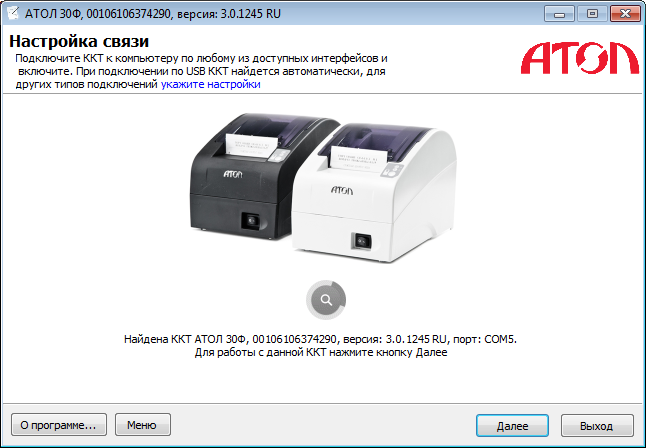 АТОЛ 30Ф, 00106106374290, версия: 3.0.1245 RU
Настройка связи
Подключите ККТ к компьютеру по любому из доступных интерфейсов и
включите. При подключении по USB ККТ найдется автоматически, для
других типов подключений укажите настройки
АТОЛ
АТОЛ
АТОЛ
Найдена ККТ АТОЛ 30Ф, 00106106374290, версия: 3.0.1245 RU, порт: COM5.
Для работы с данной ККТ нажмите кнопку Далее
О программе...
Меню
Далее
Выход